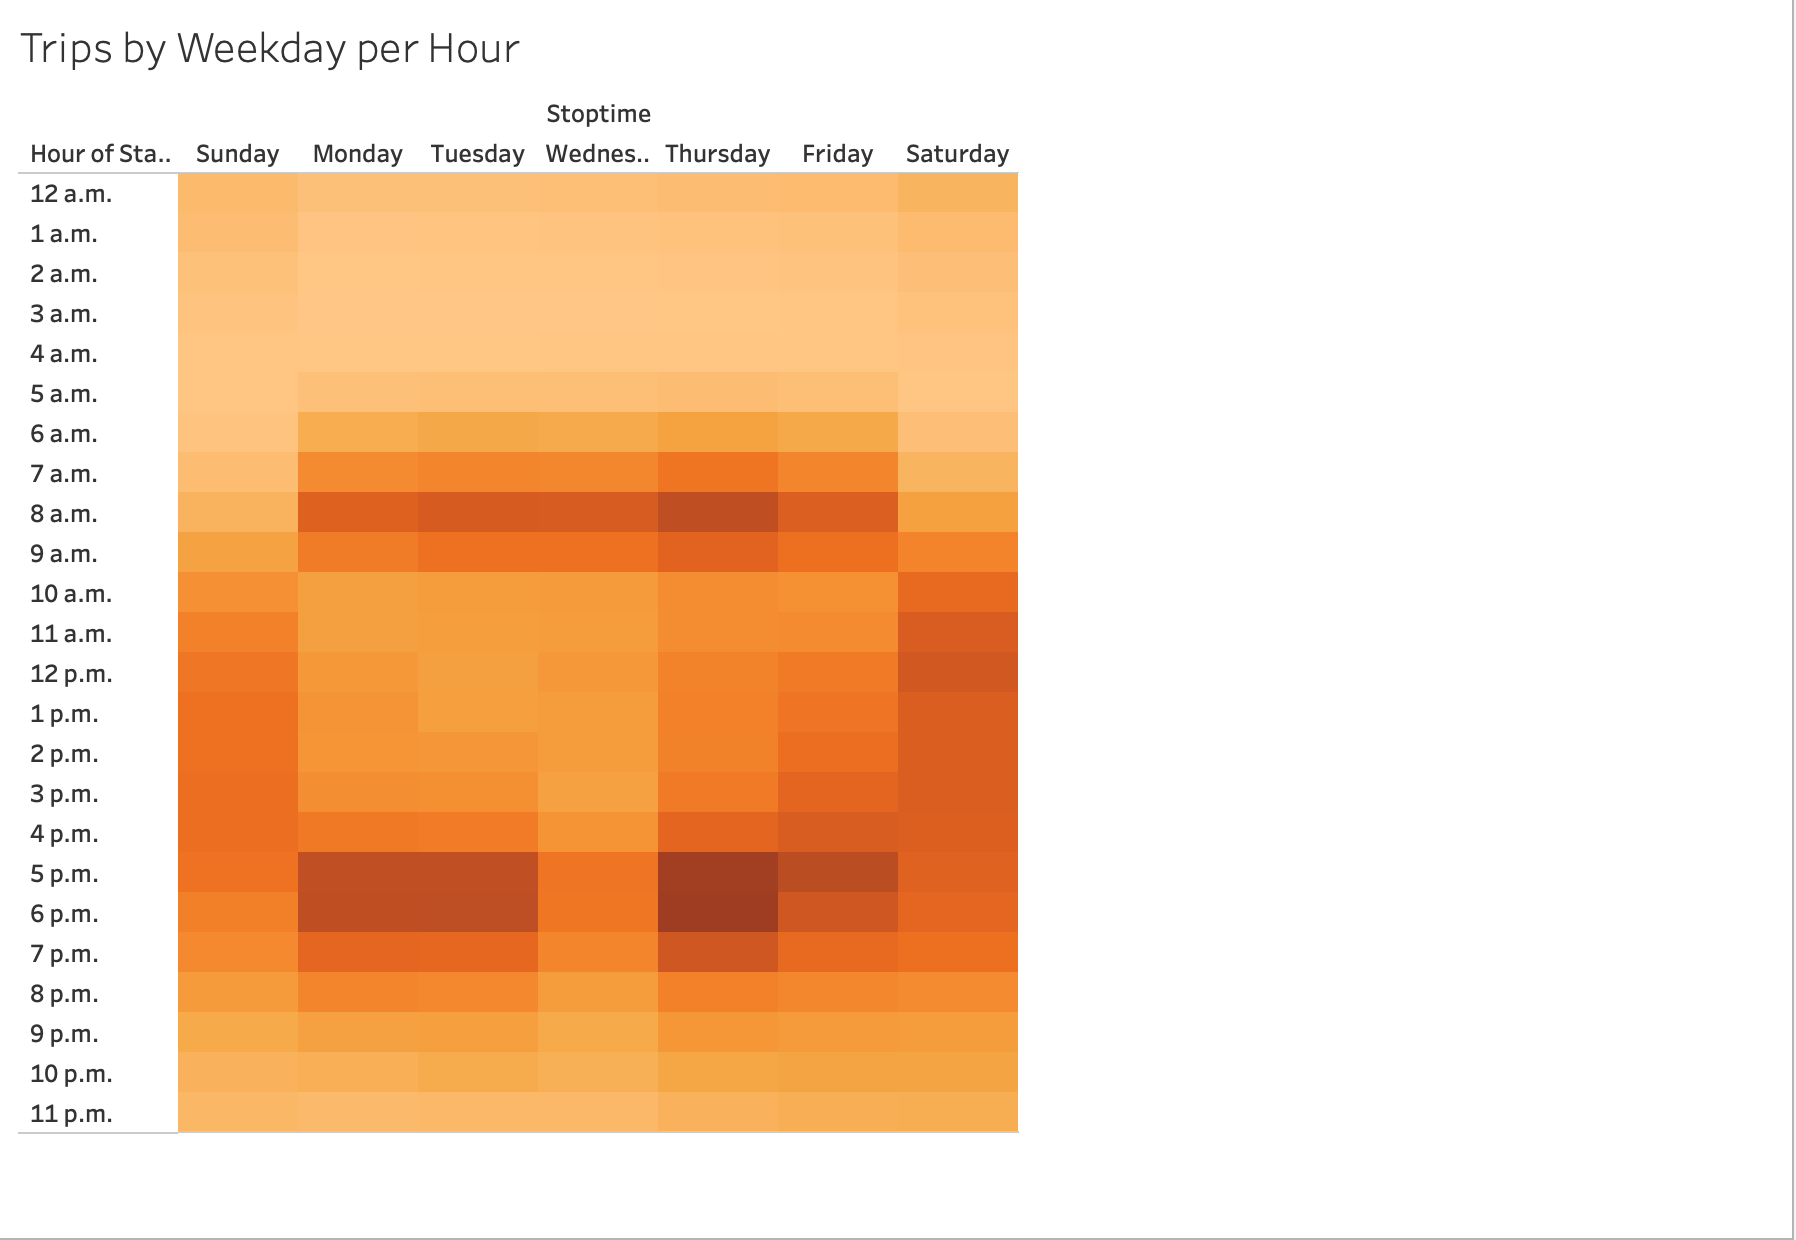 Trips by Weekday per Hour
Stoptime
Hour of Sta.. Sunday Monday Tuesday Wednes.. Thursday Friday Saturday
12 a.m.
1 a.m.
2 a.m.
3 a.m.
4 a.m.
5 a.m.
6 a.m.
7 a.m.
8 a.m.
9 a.m.
10 a.m.
11 a.m.
12 p.m.
1 p.m.
2 p.m.
3 p.m.
4 p.m.
5 p.m.
6 p.m.
7 p.m.
8 p.m.
9 p.m.
10 p.m.
11 p.m.